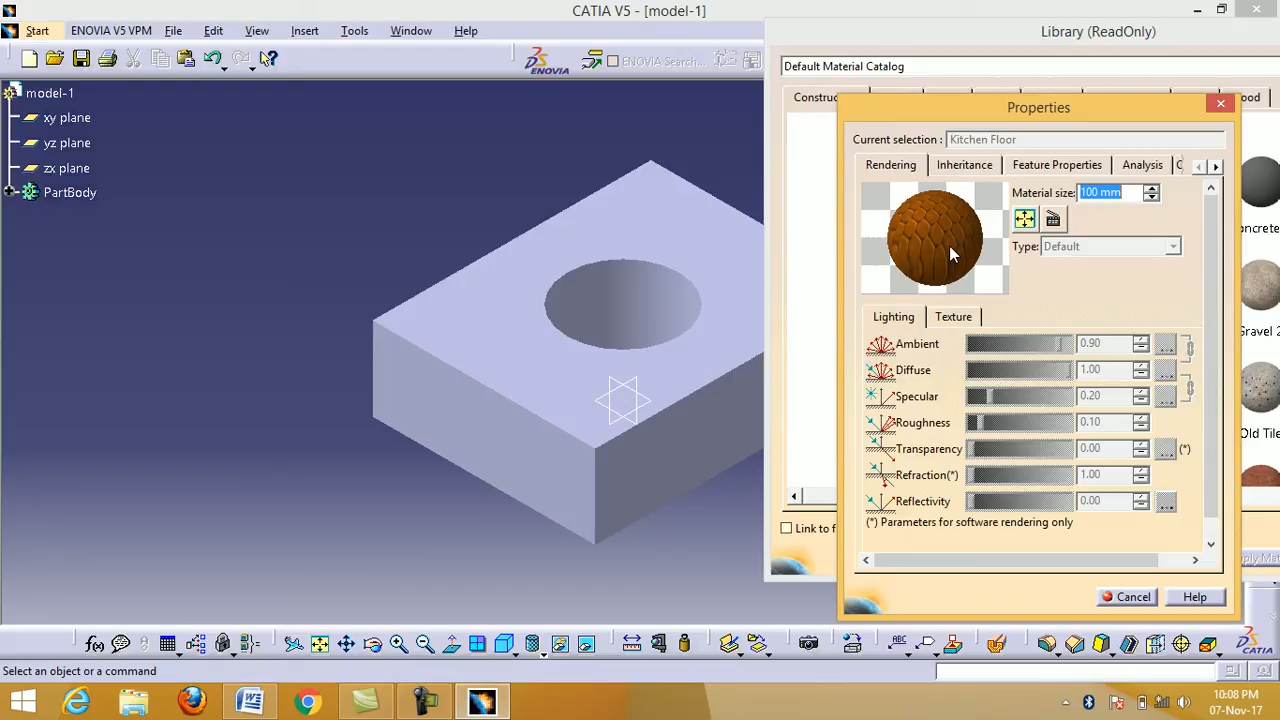 CATIA V5 - [model-1]
Start ENOVIA V5 VPM File Edit View Insert Tools Window Help
Library (ReadOnly)
ENOVIA
ENOVIA Search...
Default Material Catalog
model-1
xy plane
yz plane
zx plane
PartBody
Construc
ood
Properties
Current selection : Kitchen Floor
Rendering Inheritance Feature Properties Analysis
Material size: 100 mm
Type: Default
Lighting Texture
Ambient 0.90 ...
Diffuse 1.00 ...
Specular 0.20 ...
Roughness 0.10
Transparency 0.00 ... (*)
Refraction(*) 1.00
Reflectivity 0.00 ...
(*) Parameters for software rendering only
Cancel Help
oncrete
Gravel 2
Old Tile
Link to f
pply Mat
f(x)
ABC
CATIA
Select an object or a command
10:08 PM
07-Nov-17